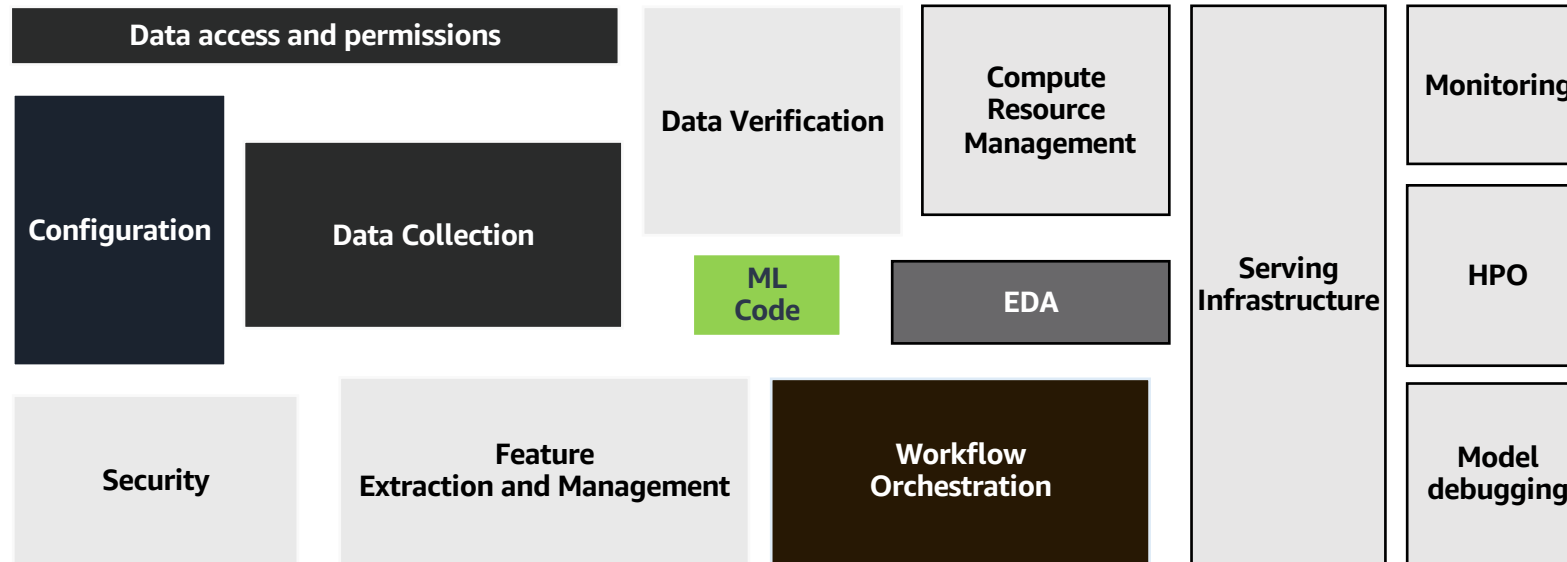 Data access and permissions
Data Verification
Compute
Resource
Management
Monitoring
Configuration
Data Collection
ML
Code
EDA
Serving
Infrastructure
HPO
Security
Feature
Extraction and Management
Workflow
Orchestration
Model
debugging